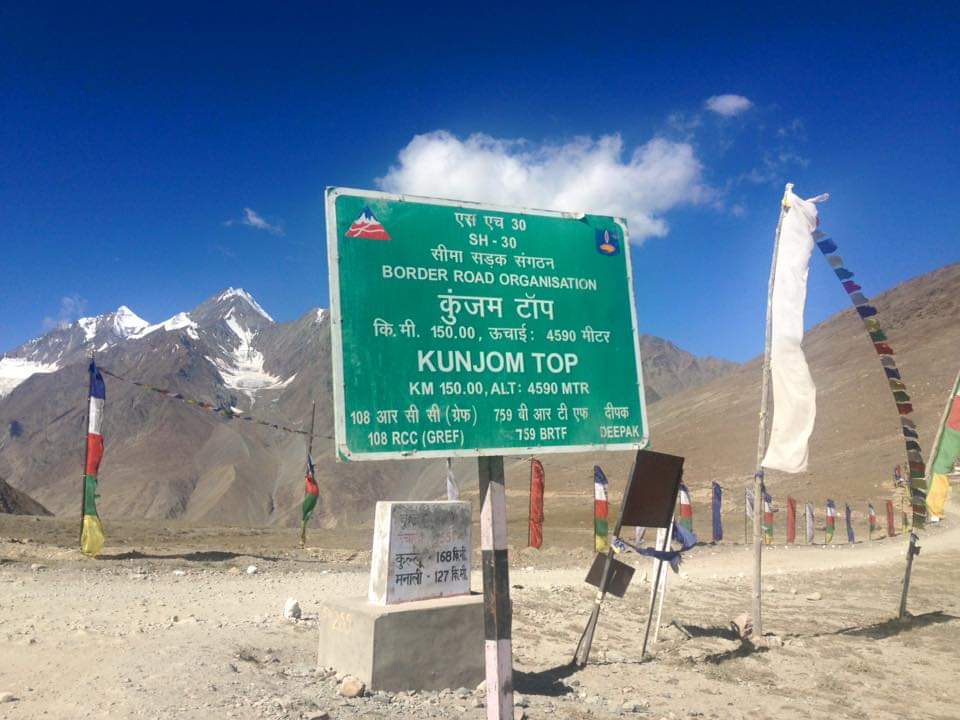 एस एच 30
SH - 30
सीमा सड़क संगठन
BORDER ROAD ORGANISATION
कुंजम टॉप
कि.मी. 150.00, ऊचाई : 4590 मीटर
KUNJOM TOP
KM 150.00, ALT: 4590 MTR
108 आर सी सी (ग्रेफ) 759 बी आर टी एफ दीपक
108 RCC (GREF) 759 BRTF DEEPAK
कुल्लू - 168 कि.मी.
मनाली - 127 कि.मी.